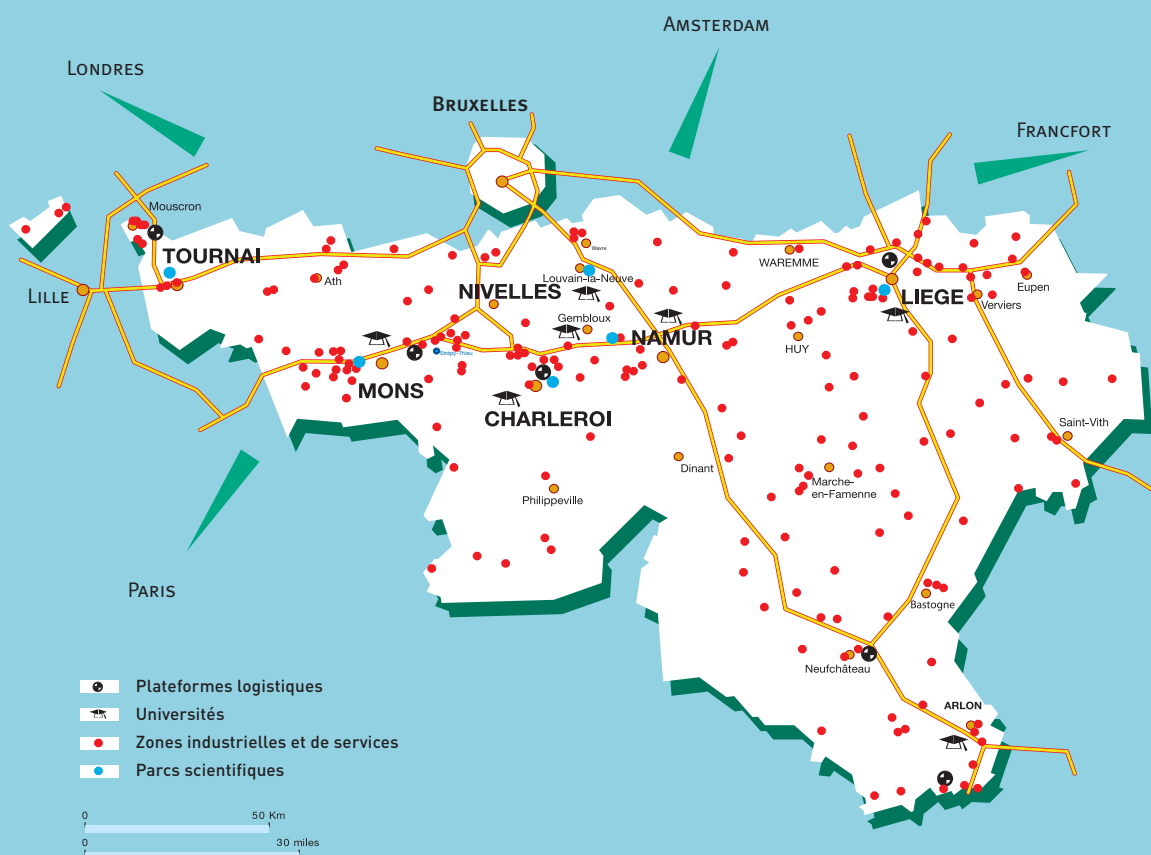 AMSTERDAM
LONDRES
BRUXELLES
FRANCFORT
Mouscron
TOURNAI
Wavre
WAREMME
Ath
Louvain-la-Neuve
LILLE
NIVELLES
LIEGE
Eupen
Verviers
Gembloux
NAMUR
HUY
Strépy-Thieu
MONS
CHARLEROI
Saint-Vith
Dinant
Marche-
en-Famenne
Philippeville
PARIS
Bastogne
Neufchâteau
ARLON
Plateformes logistiques
Universités
Zones industrielles et de services
Parcs scientifiques
0 50 Km
0 30 miles